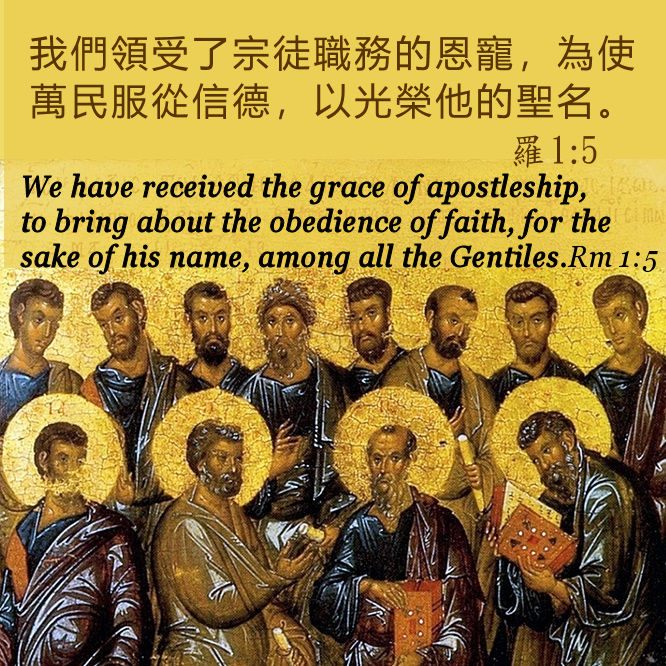 我們領受了宗徒職務的恩寵，為使
萬民服從信德，以光榮他的聖名。
羅1:5
We have received the grace of apostleship,
to bring about the obedience of faith, for the
sake of his name, among all the Gentiles.Rm 1:5